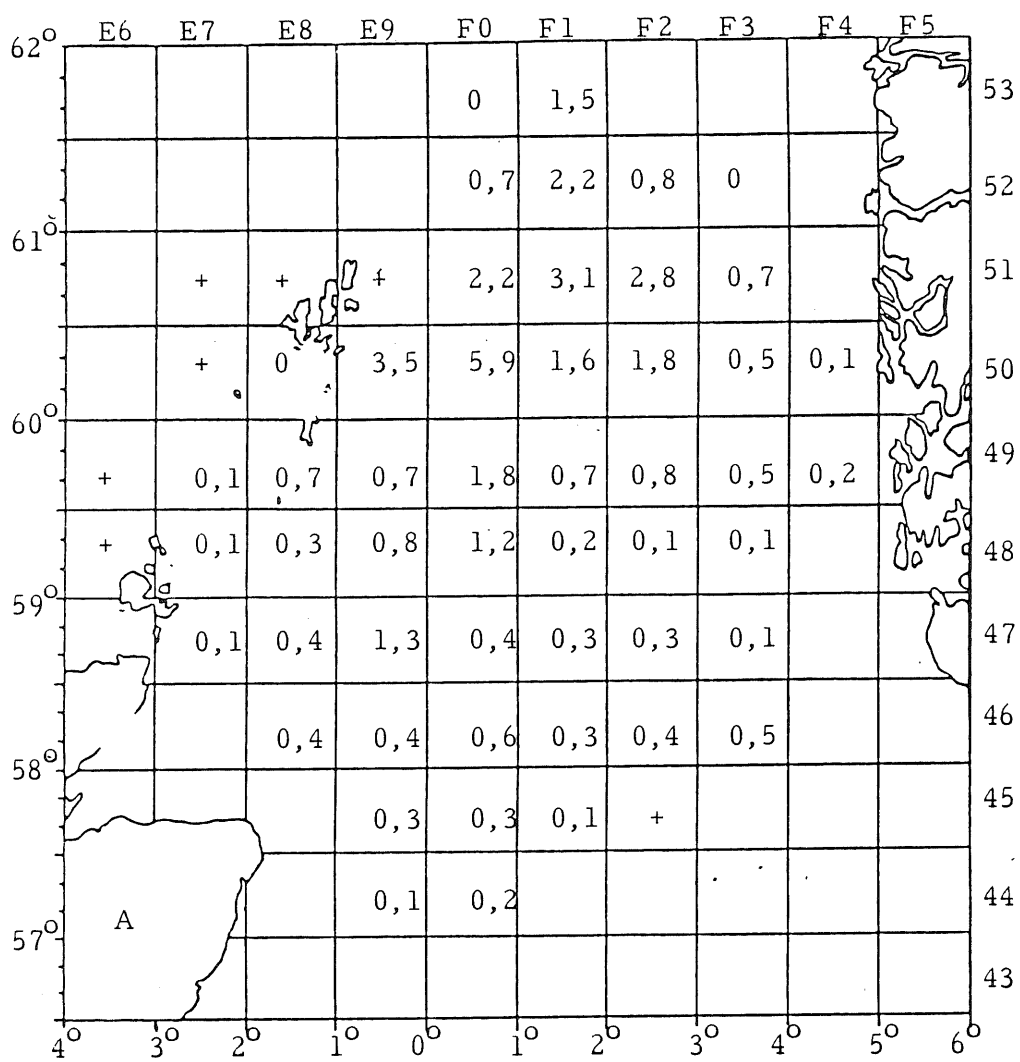 E6 E7 E8 E9 F0 F1 F2 F3 F4 F5
62°
0 1,5 53
0,7 2,2 0,8 0 52
61°
+ + + 2,2 3,1 2,8 0,7 51
+ 0 3,5 5,9 1,6 1,8 0,5 0,1 50
60°
+ 0,1 0,7 0,7 1,8 0,7 0,8 0,5 0,2 49
+ 0,1 0,3 0,8 1,2 0,2 0,1 0,1 48
59°
0,1 0,4 1,3 0,4 0,3 0,3 0,1 47
0,4 0,4 0,6 0,3 0,4 0,5 46
58°
0,3 0,3 0,1 + 45
A 0,1 0,2 44
57°
43
4° 3° 2° 1° 0° 1° 2° 3° 4° 5° 6°